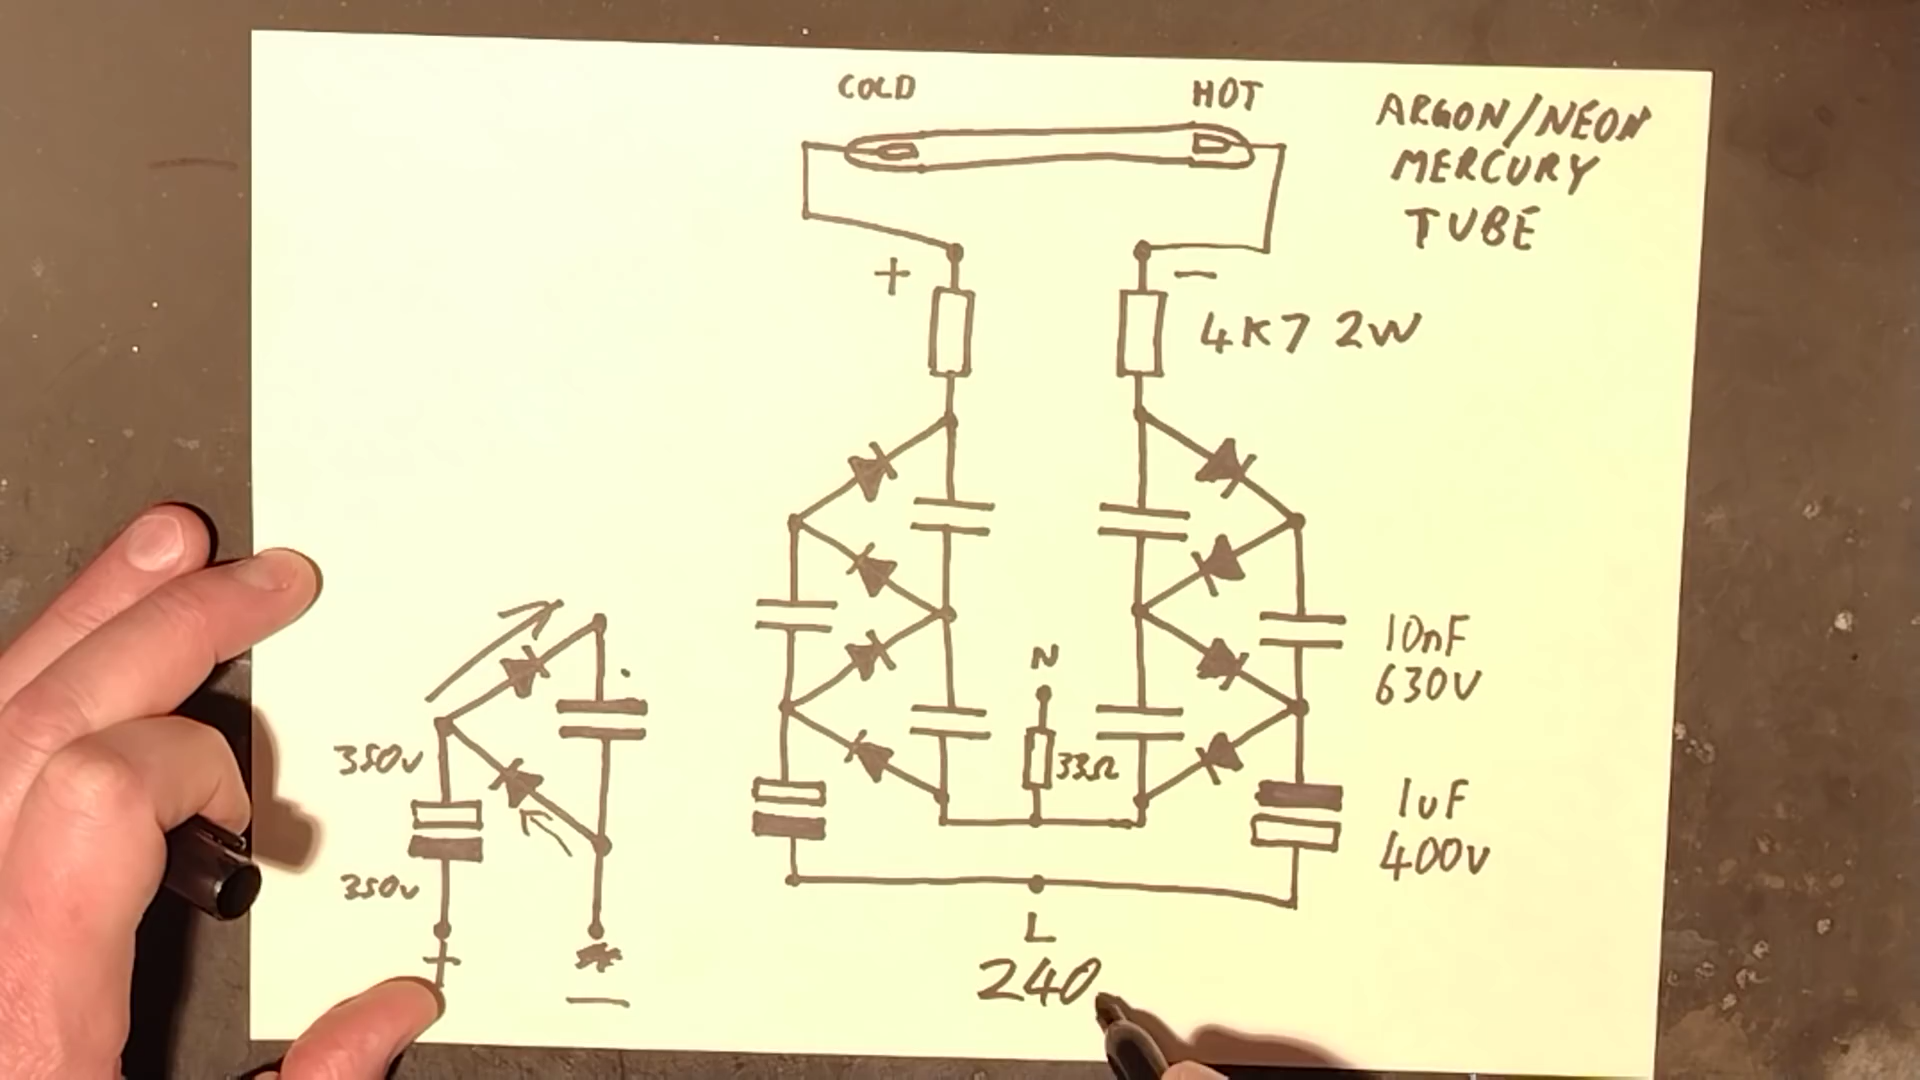 COLD
HOT
ARGON/NEON
MERCURY
TUBE
+
−
4K7 2W
N
33Ω
10nF
630V
350v
1uF
400V
350v
+
−
L
240